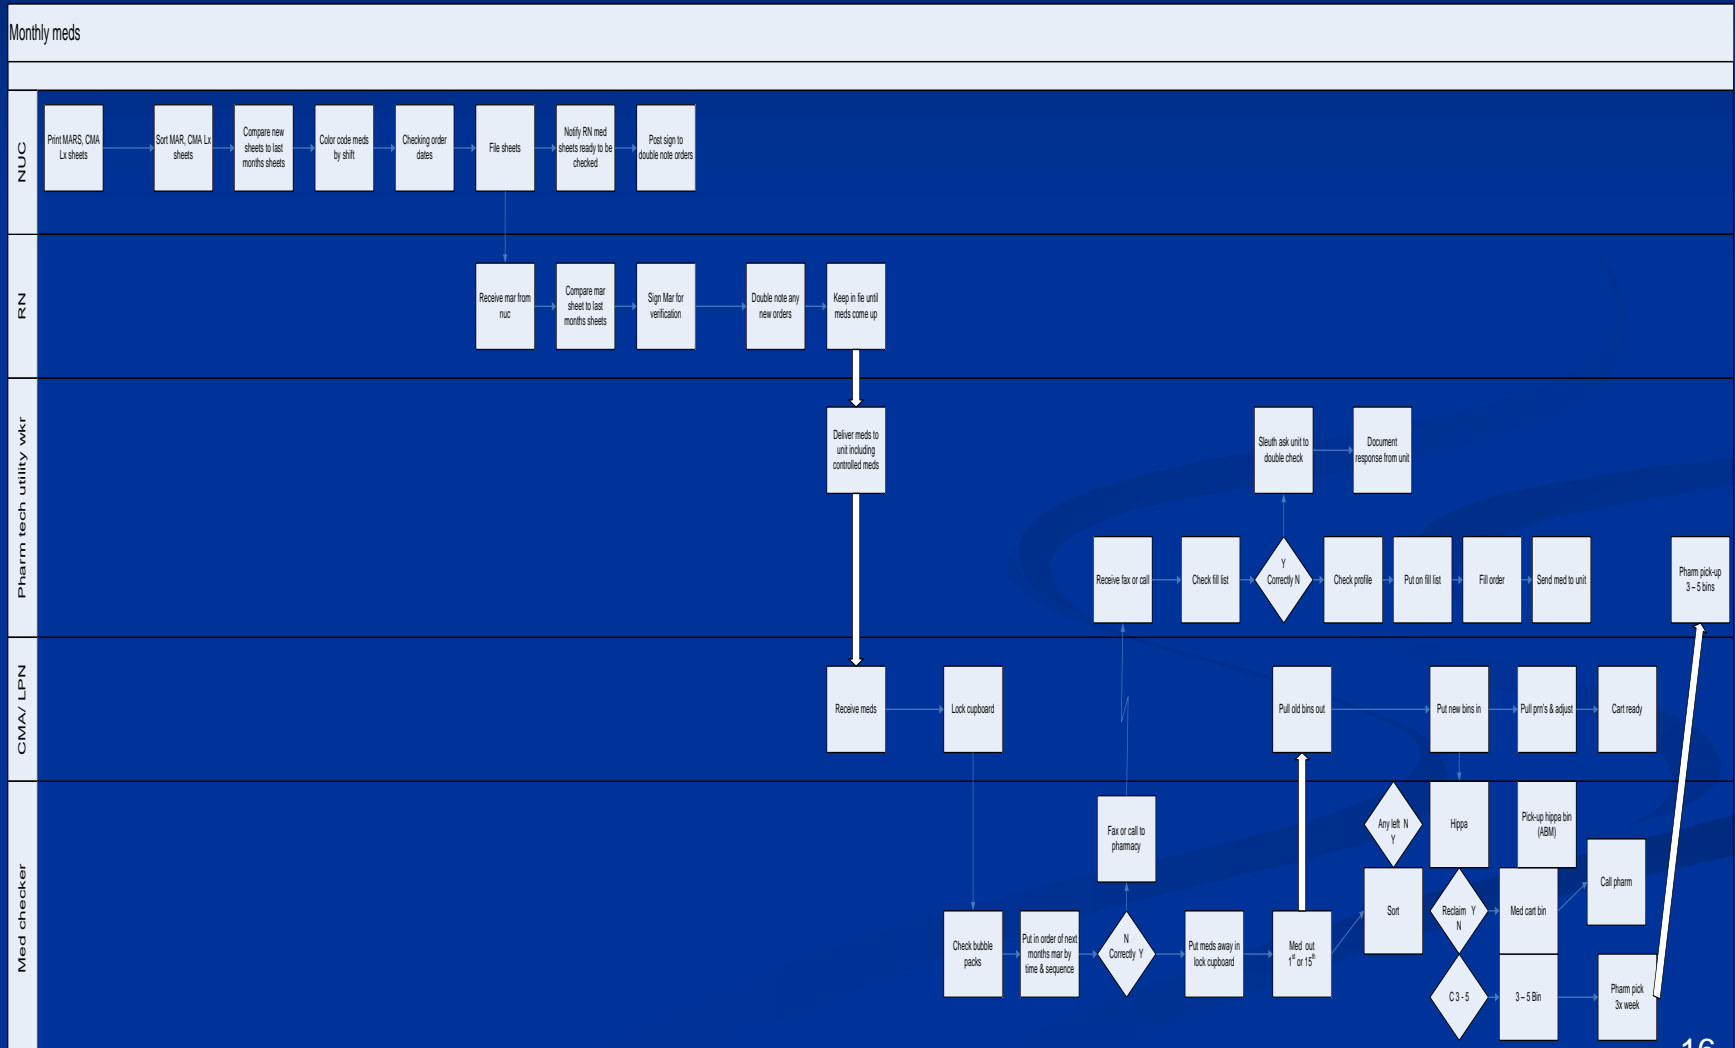 Monthly meds
NUC
Print MARS, CMA
Lx sheets
Sort MAR, CMA Lx
sheets
Compare new
sheets to last
months sheets
Color code meds
by shift
Checking order
dates
File sheets
Notify RN med
sheets ready to be
checked
Post sign to
double note orders
RN
Receive mar from
nuc
Compare mar
sheet to last
months sheets
Sign Mar for
verification
Double note any
new orders
Keep in fie until
meds come up
Pharm tech utility wkr
Deliver meds to
unit including
controlled meds
Sleuth ask unit to
double check
Document
response from unit
Receive fax or call
Check fill list
Y
Correctly N
Check profile
Put on fill list
Fill order
Send med to unit
Pharm pick-up
3 – 5 bins
CMA/ LPN
Receive meds
Lock cupboard
Pull old bins out
Put new bins in
Pull prn's & adjust
Cart ready
Med checker
Fax or call to
pharmacy
Any left N
Y
Hippa
Pick-up hippa bin
(ABM)
Call pharm
Sort
Reclaim Y
N
Med cart bin
Check bubble
packs
Put in order of next
months mar by
time & sequence
N
Correctly Y
Put meds away in
lock cupboard
Med out
1st or 15th
C 3 - 5
3 – 5 Bin
Pharm pick
3x week
16